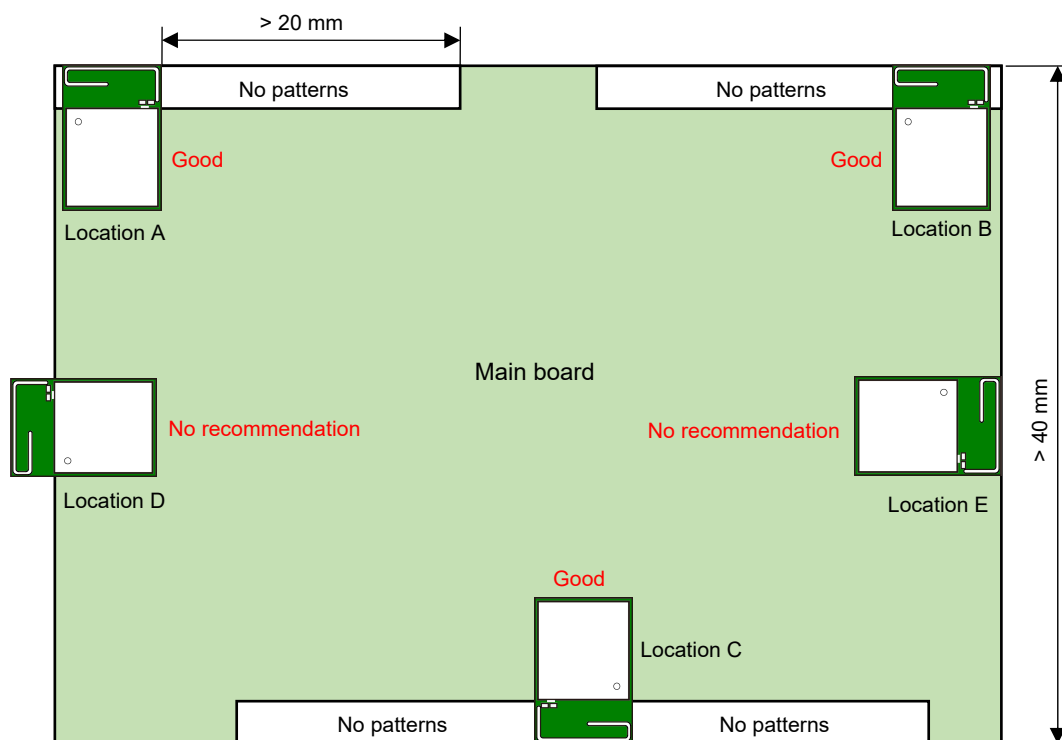 > 20 mm
No patterns
No patterns
Good
Good
Location A
Location B
Main board
> 40 mm
No recommendation
No recommendation
Location D
Location E
Good
Location C
No patterns
No patterns